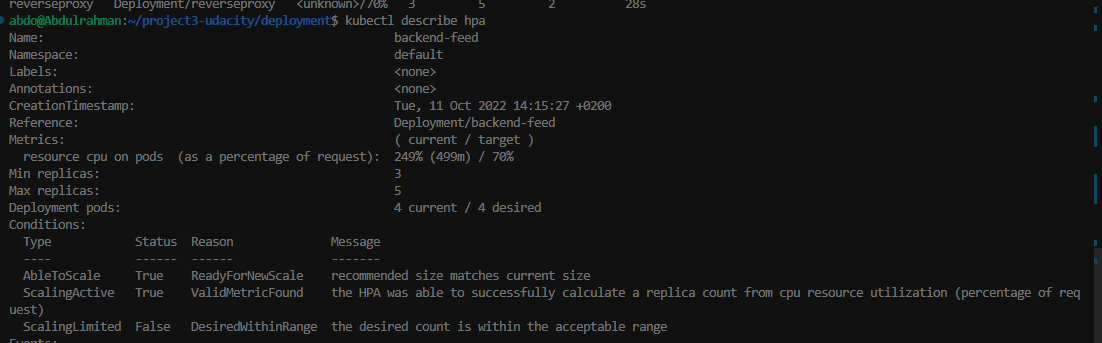 reverseproxy   Deployment/reverseproxy   <unknown>/70%   3         5         2          28s
abdo@Abdulrahman:~/project3-udacity/deployment$ kubectl describe hpa
Name:                                                  backend-feed
Namespace:                                             default
Labels:                                                <none>
Annotations:                                           <none>
CreationTimestamp:                                     Tue, 11 Oct 2022 14:15:27 +0200
Reference:                                             Deployment/backend-feed
Metrics:                                               ( current / target )
  resource cpu on pods  (as a percentage of request):  249% (499m) / 70%
Min replicas:                                          3
Max replicas:                                          5
Deployment pods:                                       4 current / 4 desired
Conditions:
  Type            Status  Reason              Message
  ----            ------  ------              -------
  AbleToScale     True    ReadyForNewScale    recommended size matches current size
  ScalingActive   True    ValidMetricFound    the HPA was able to successfully calculate a replica count from cpu resource utilization (percentage of req
uest)
  ScalingLimited  False   DesiredWithinRange  the desired count is within the acceptable range
Events: